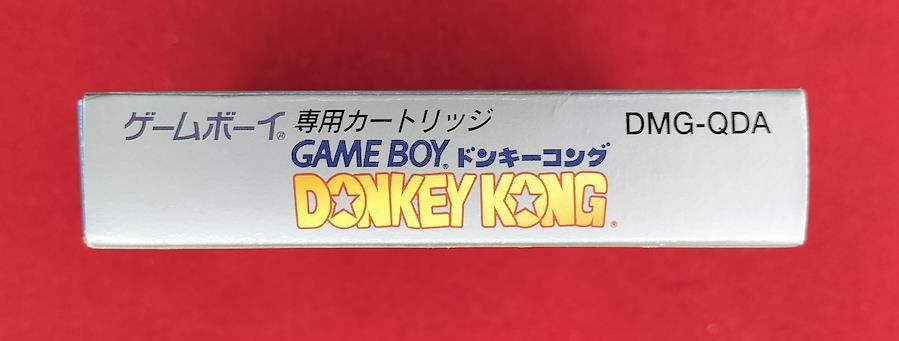 ゲームボーイ® 専用カートリッジ
DMG-QDA
GAME BOY® ドンキーコング
DONKEY KONG®